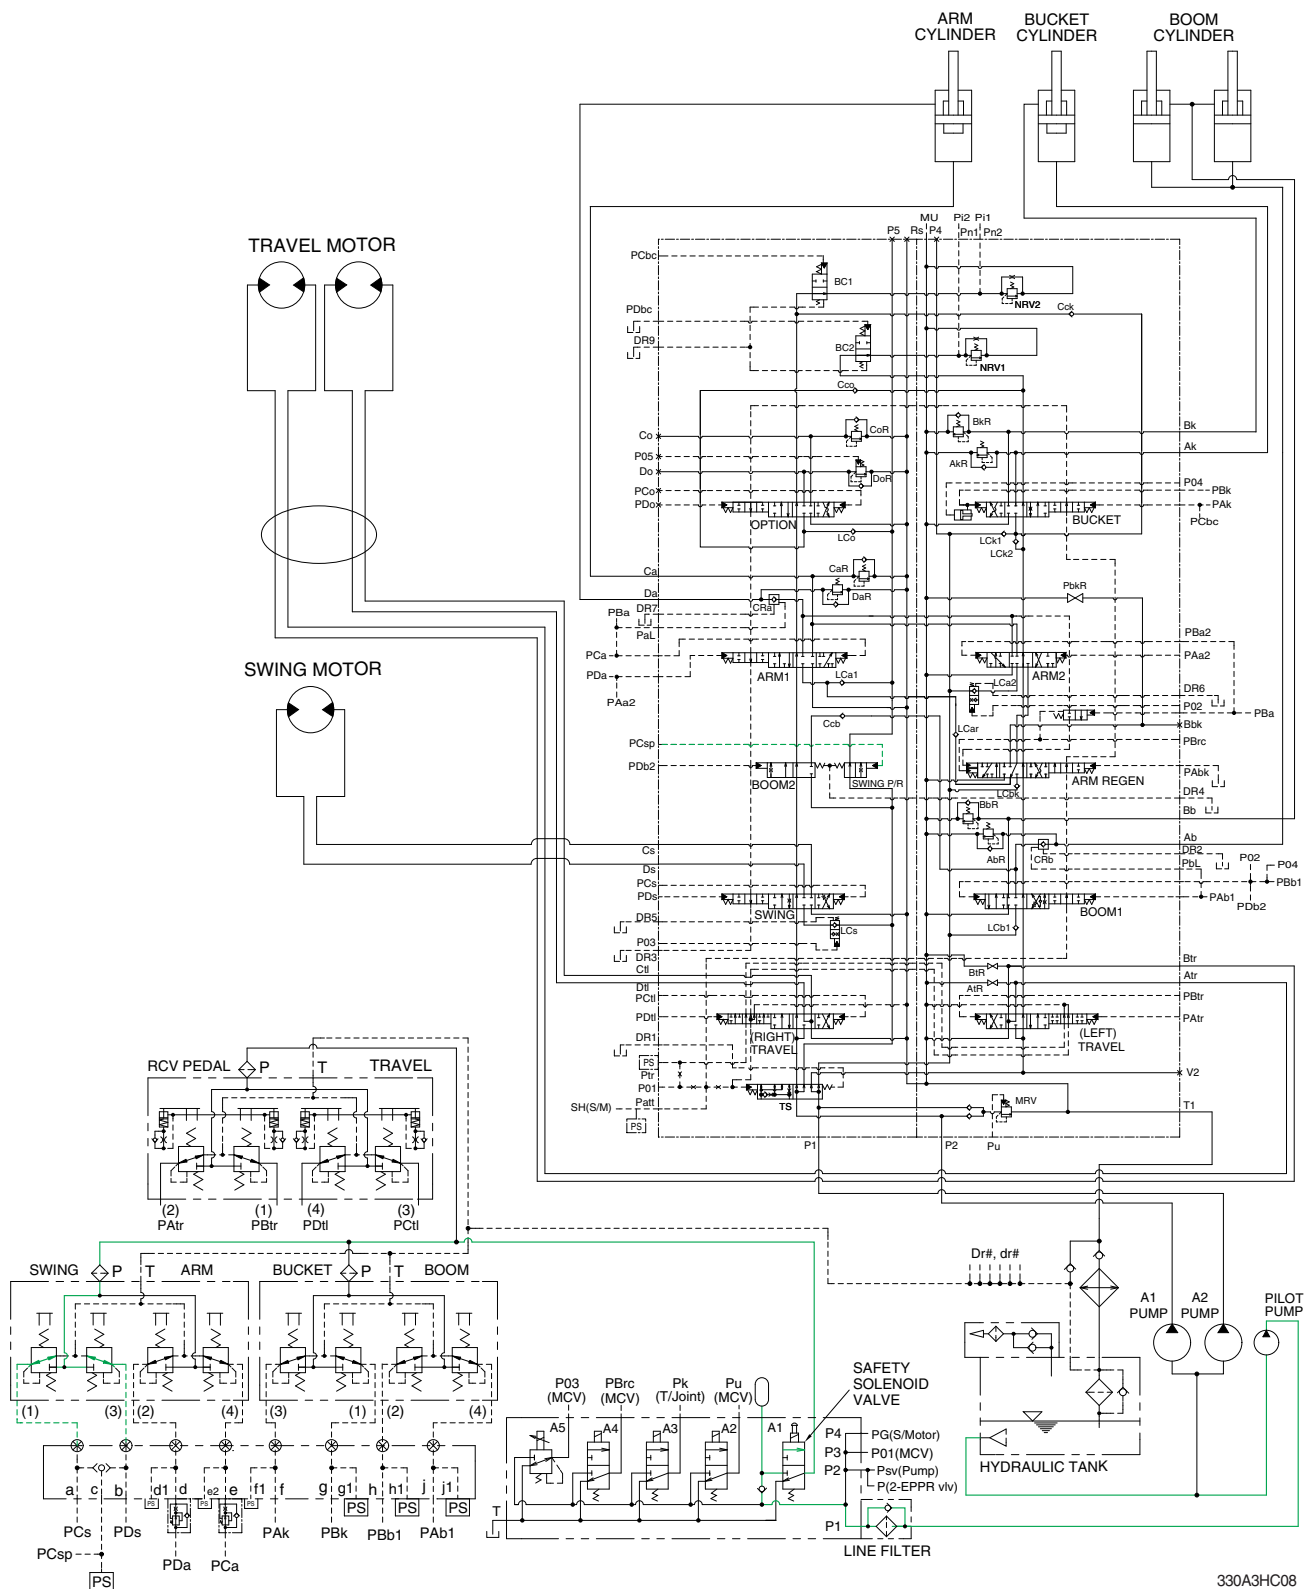 ARM
CYLINDER
BUCKET
CYLINDER
BOOM
CYLINDER
TRAVEL MOTOR
SWING MOTOR
P5
Rs
MU
P4
Pi2
Pn1
Pi1
Pn2
PCbc
BC1
NRV2
Cck
PDbc
DR9
BC2
NRV1
Cco
Co
CoR
BkR
Bk
AkR
Ak
P05
Do
DoR
P04
PCo
PBk
PDo
PAk
OPTION
BUCKET
PCbc
LCo
LCk1
LCk2
Ca
CaR
Da
DaR
CRa
PbkR
PBa
DR7
PaL
PBa2
PCa
PAa2
PDa
ARM1
ARM2
LCa1
LCa2
DR6
PAa2
P02
PBa
Ccb
LCar
Bbk
PCsp
PBrc
PDb2
BOOM2
SWING P/R
ARM REGEN
PAbk
LCbk
DR4
BbR
Bb
AbR
CRb
Ab
DR2
PbL
Cs
Ds
PCs
PDs
SWING
P02
P04
PBb1
PAb1
PDb2
BOOM1
DR5
LCs
LCb1
P03
DR3
Ctl
Btr
BtR
Atr
AtR
Dtl
PCtl
PBtr
PDtl
PAtr
(RIGHT)
TRAVEL
(LEFT)
TRAVEL
DR1
PS
Ptr
P01
Patt
SH(S/M)
PS
TS
V2
MRV
T1
P1
P2
Pu
RCV PEDAL
P
T
TRAVEL
(2)
PAtr
(1)
PBtr
(4)
PDtl
(3)
PCtl
SWING
P
T
ARM
BUCKET
P
T
BOOM
(1)
(3)
(2)
(4)
(3)
(1)
(2)
(4)
a
c
b
d1
d
e2
e
f1
f
g
g1
h
h1
j
j1
PS
PS
PS
PS
PS
PS
PCs
PDs
PDa
PCa
PAk
PBk
PBb1
PAb1
PCsp
PS
P03
(MCV)
PBrc
(MCV)
Pk
(T/Joint)
Pu
(MCV)
SAFETY
SOLENOID
VALVE
A5
A4
A3
A2
A1
P4
PG(S/Motor)
P3
P01(MCV)
P2
Psv(Pump)
P(2-EPPR vlv)
T
P1
LINE FILTER
Dr#, dr#
A1
PUMP
A2
PUMP
PILOT
PUMP
HYDRAULIC TANK
330A3HC08